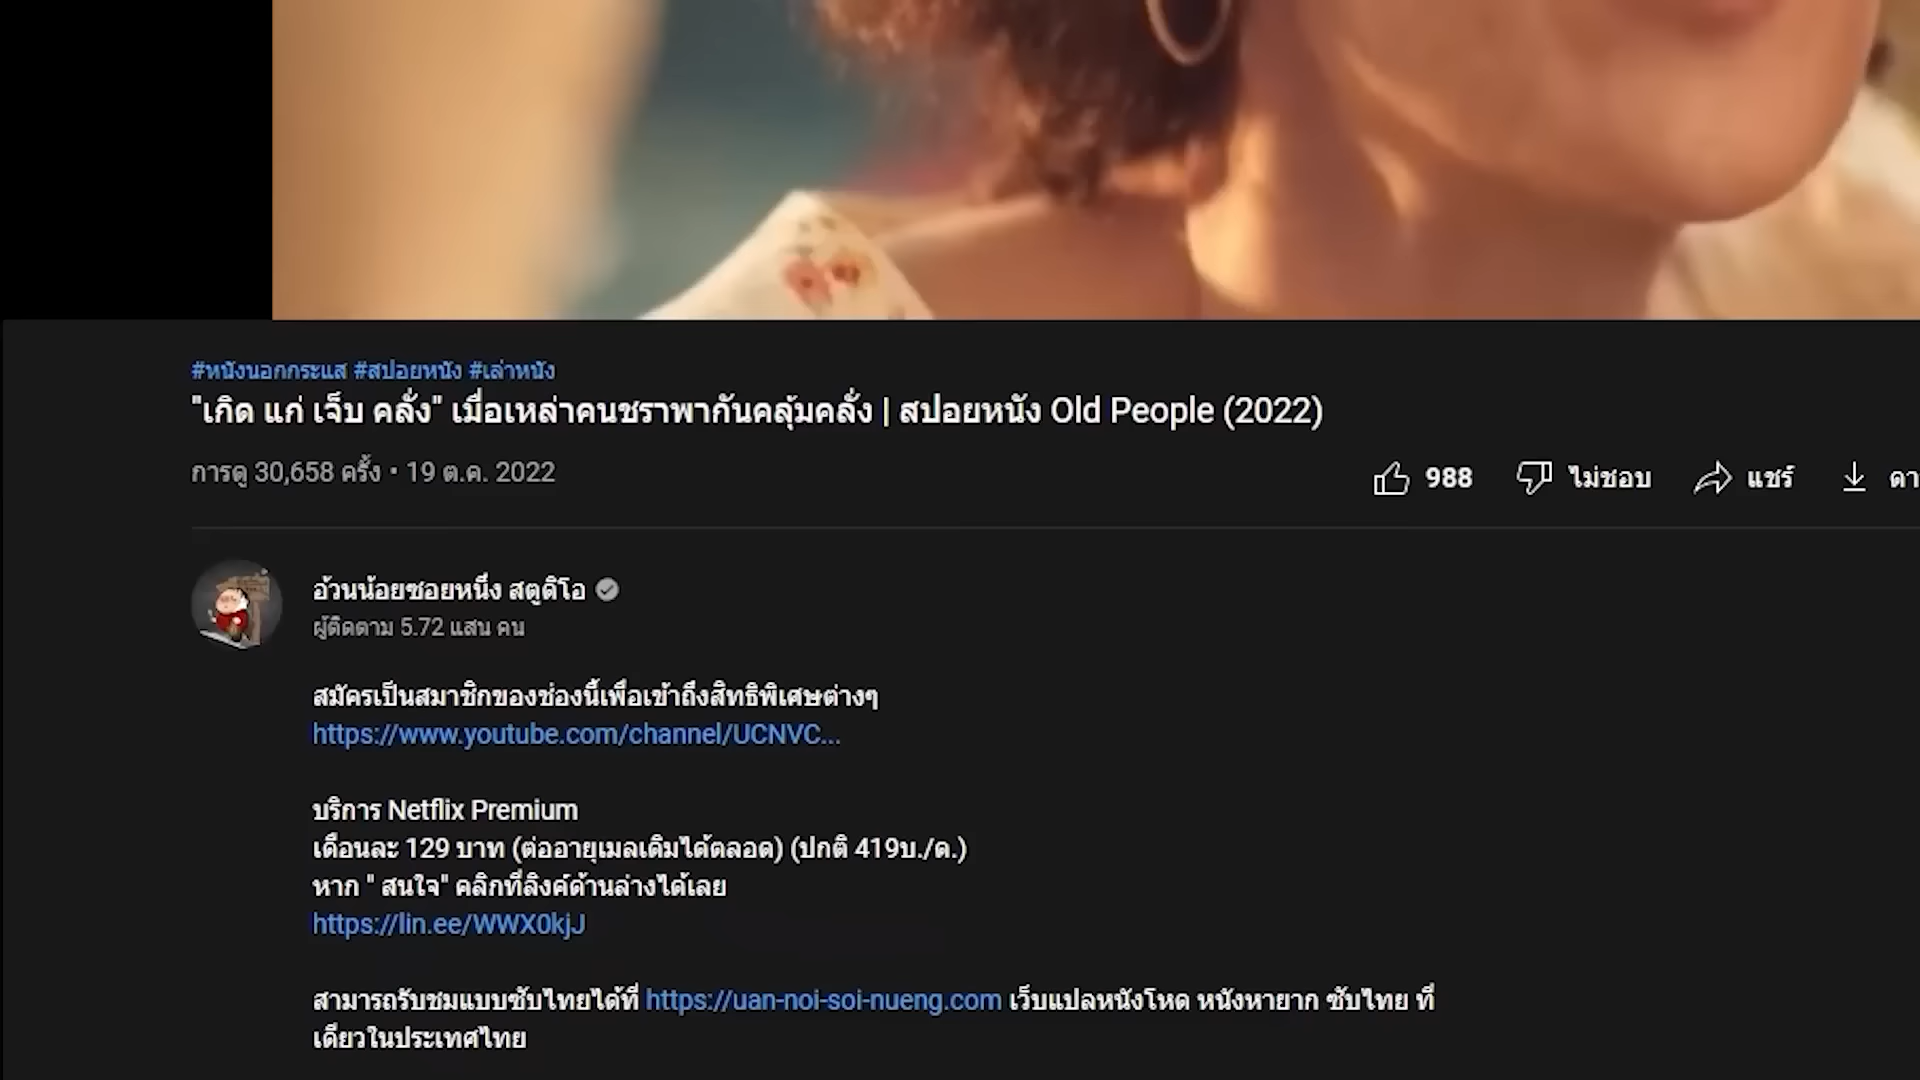 #หนังนอกกระแส #สปอยหนัง #เล่าหนัง
"เกิด แก่ เจ็บ คลั่ง" เมื่อเหล่าคนชราพากันคลุ้มคลั่ง | สปอยหนัง Old People (2022)
การดู 30,658 ครั้ง • 19 ต.ค. 2022
988 ไม่ชอบ แชร์
อ้วนน้อยซอยหนึ่ง สตูดิโอ
ผู้ติดตาม 5.72 แสน คน
สมัครเป็นสมาชิกของช่องนี้เพื่อเข้าถึงสิทธิพิเศษต่างๆ
https://www.youtube.com/channel/UCNVC...
บริการ Netflix Premium
เดือนละ 129 บาท (ต่ออายุเมลเดิมได้ตลอด) (ปกติ 419บ./ด.)
หาก " สนใจ" คลิกที่ลิงค์ด้านล่างได้เลย
https://lin.ee/WWX0kjJ
สามารถรับชมแบบซับไทยได้ที่ https://uan-noi-soi-nueng.com เว็บแปลหนังโหด หนังหายาก ซับไทย ที่
เดียวในประเทศไทย